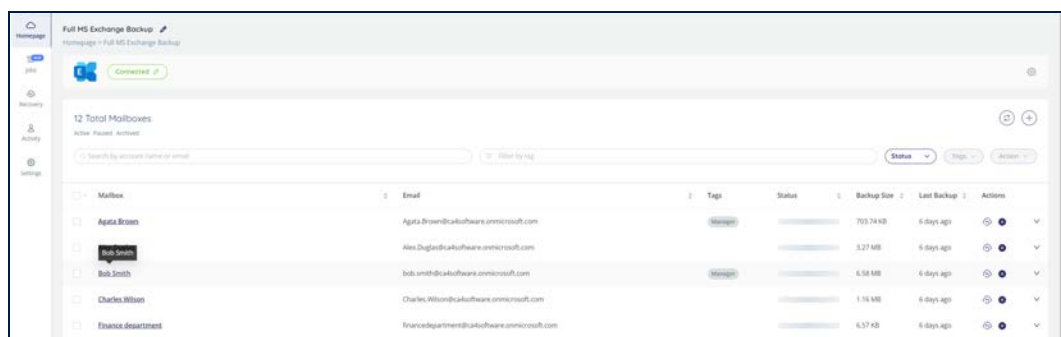 Homepage
Jobs
Recovery
Activity
Settings
Full MS Exchange Backup
Homepage > Full MS Exchange Backup
Connected
12 Total Mailboxes
Active Paused Archived
Search by account name or email
Filter by tag
Status
Tags
Action
Mailbox Email Tags Status Backup Size Last Backup Actions
Agata Brown Agata.Brown@ca4software.onmicrosoft.com Manager 703.74 KB 6 days ago
Alex.Duglas@ca4software.onmicrosoft.com 3.27 MB 6 days ago
Bob Smith
Bob Smith bob.smith@ca4software.onmicrosoft.com Manager 6.58 MB 6 days ago
Charles Wilson Charles.Wilson@ca4software.onmicrosoft.com 1.16 MB 6 days ago
Finance department financedepartment@ca4software.onmicrosoft.com 6.57 KB 6 days ago